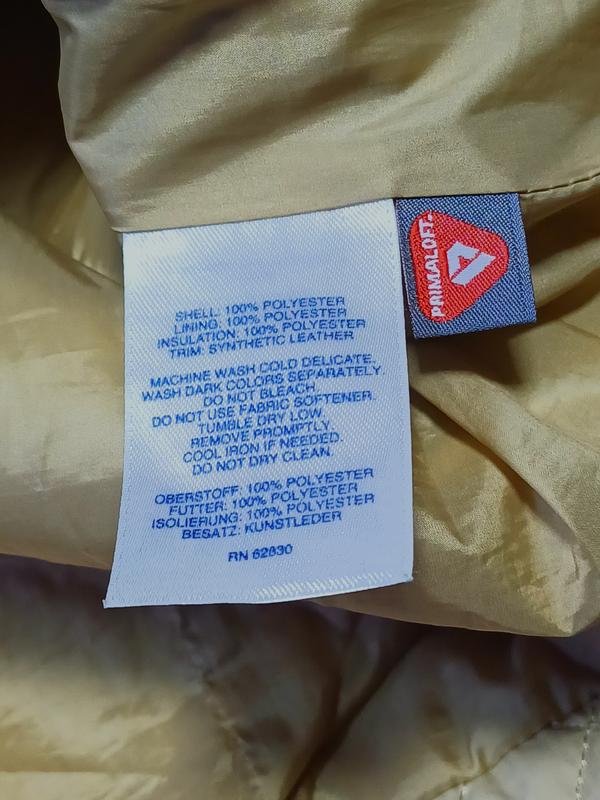 SHELL: 100% POLYESTER
LINING: 100% POLYESTER
INSULATION: 100% POLYESTER
TRIM: SYNTHETIC LEATHER
MACHINE WASH COLD DELICATE.
WASH DARK COLORS SEPARATELY.
DO NOT BLEACH.
DO NOT USE FABRIC SOFTENER.
TUMBLE DRY LOW.
REMOVE PROMPTLY.
COOL IRON IF NEEDED.
DO NOT DRY CLEAN.
OBERSTOFF: 100% POLYESTER
FUTTER: 100% POLYESTER
ISOLIERUNG: 100% POLYESTER
BESATZ: KUNSTLEDER
RN 62830
PRIMALOFT